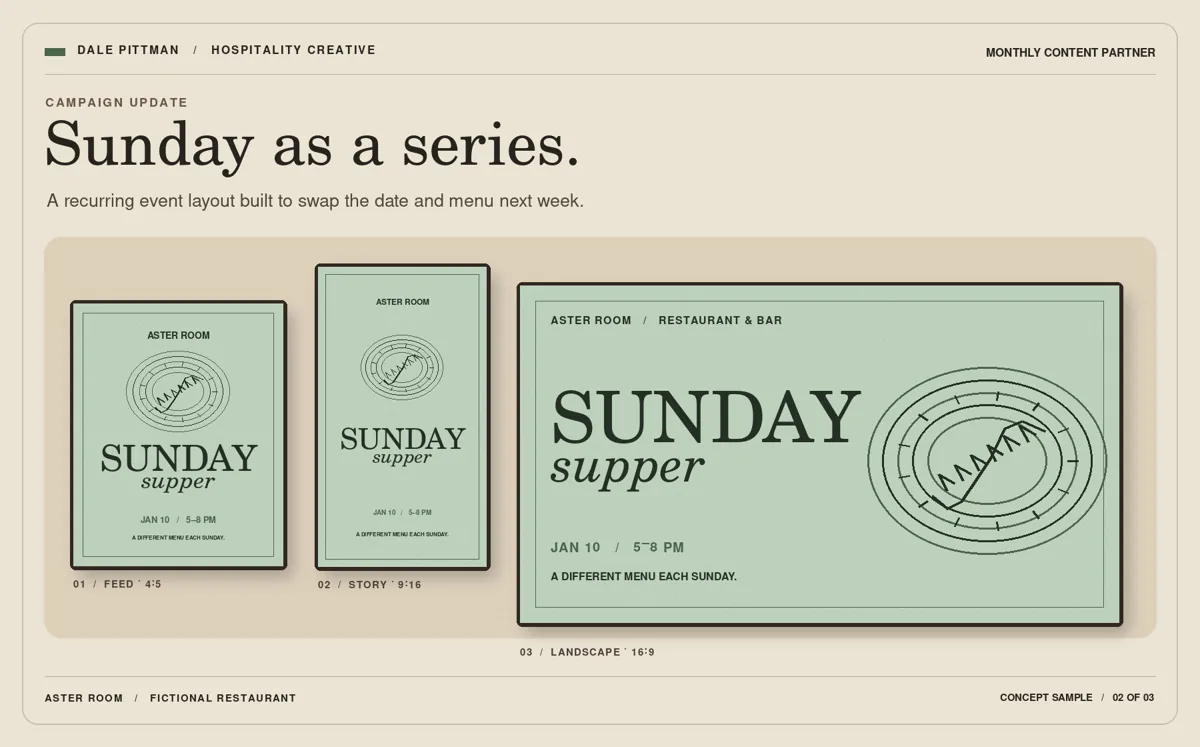 DALE PITTMAN / HOSPITALITY CREATIVE
MONTHLY CONTENT PARTNER
CAMPAIGN UPDATE
Sunday as a series.
A recurring event layout built to swap the date and menu next week.
ASTER ROOM
SUNDAY
supper
JAN 10 / 5–8 PM
A DIFFERENT MENU EACH SUNDAY.
01 / FEED · 4:5
ASTER ROOM
SUNDAY
supper
JAN 10 / 5–8 PM
A DIFFERENT MENU EACH SUNDAY.
02 / STORY · 9:16
ASTER ROOM / RESTAURANT & BAR
SUNDAY
supper
JAN 10 / 5–8 PM
A DIFFERENT MENU EACH SUNDAY.
03 / LANDSCAPE · 16:9
ASTER ROOM / FICTIONAL RESTAURANT
CONCEPT SAMPLE / 02 OF 03